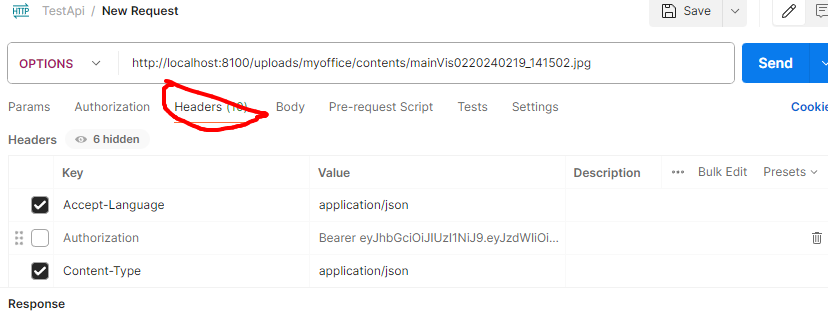 HTTP TestApi / New Request Save
OPTIONS http://localhost:8100/uploads/myoffice/contents/mainVis0220240219_141502.jpg Send
Params Authorization Headers Body Pre-request Script Tests Settings Cookie
Headers 6 hidden
Key Value Description ••• Bulk Edit Presets
Accept-Language application/json
Authorization Bearer eyJhbGciOiJIUzI1NiJ9.eyJzdWIiOi...
Content-Type application/json
Response